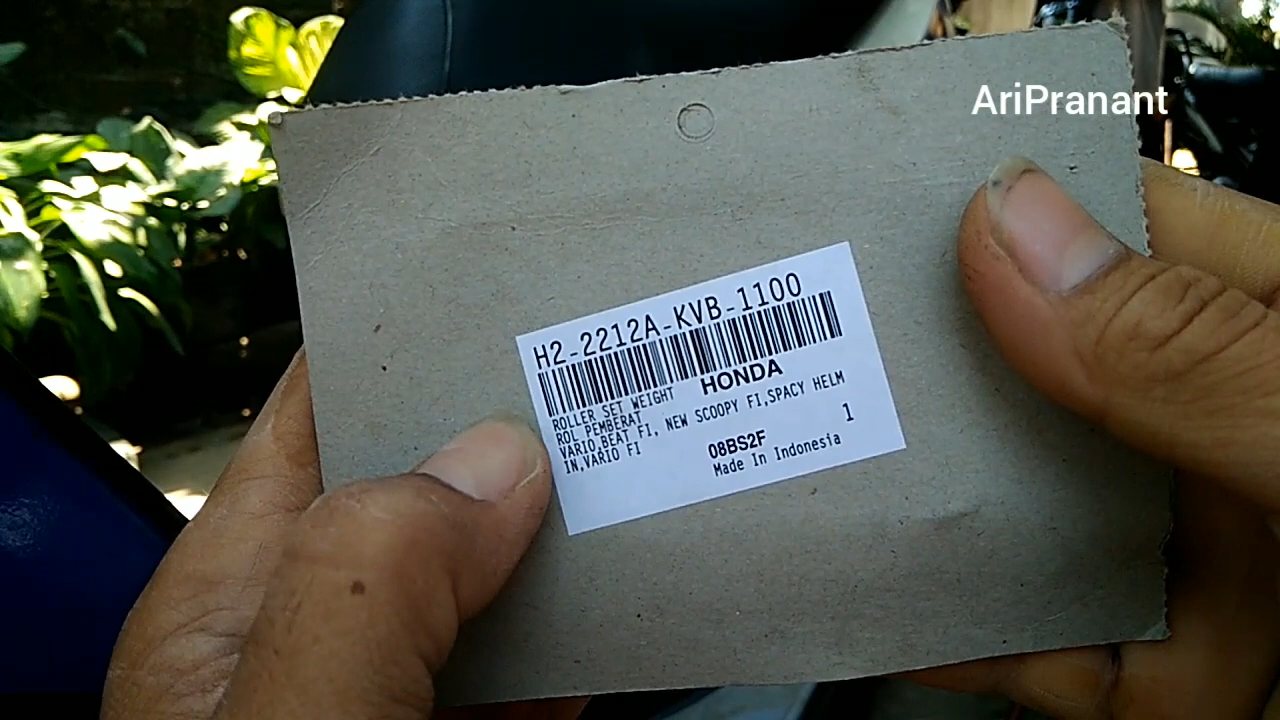 AriPranant
H2-2212A-KVB-1100
HONDA
ROLLER SET WEIGHT
ROL PEMBERAT
VARIO,BEAT FI, NEW SCOOPY FI,SPACY HELM
IN,VARIO FI
1
08BS2F
Made In Indonesia